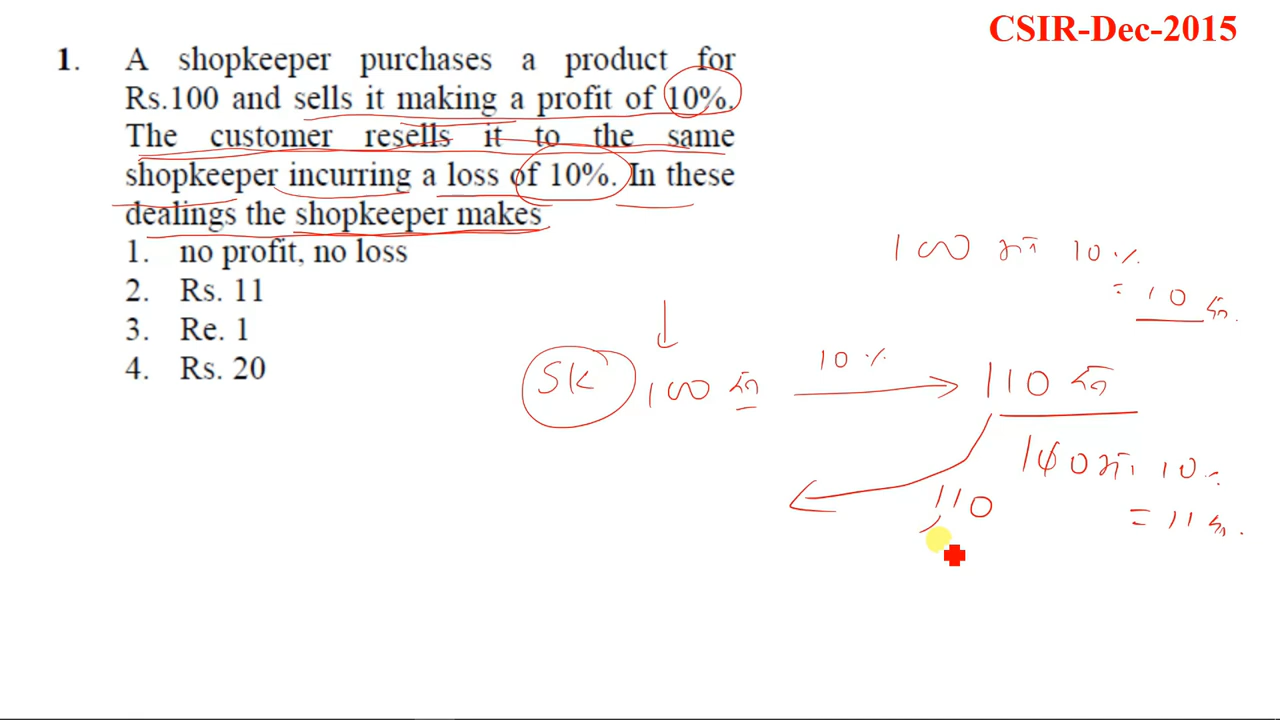 CSIR-Dec-2015
1. A shopkeeper purchases a product for
Rs.100 and sells it making a profit of 10%.
The customer resells it to the same
shopkeeper incurring a loss of 10%. In these
dealings the shopkeeper makes
1. no profit, no loss
2. Rs. 11
3. Re. 1
4. Rs. 20
100 10%
= 10
SK 100 10% 110
10%
110 = 11